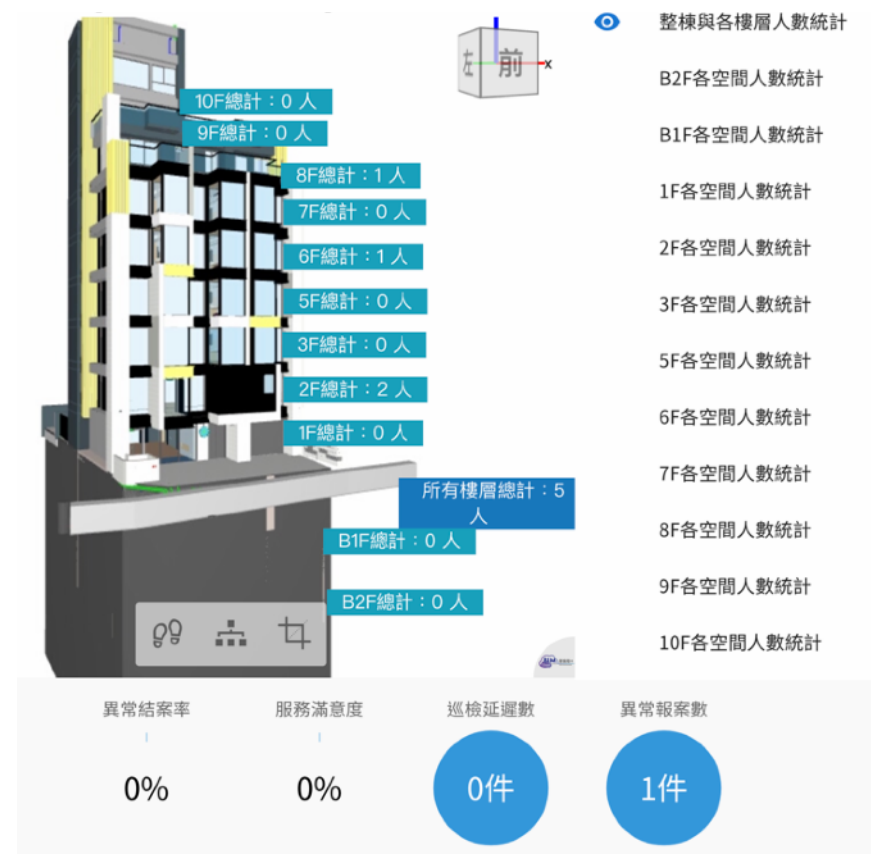 左
前
x
10F總計：0 人
9F總計：0 人
8F總計：1 人
7F總計：0 人
6F總計：1 人
5F總計：0 人
3F總計：0 人
2F總計：2 人
1F總計：0 人
所有樓層總計：5
人
B1F總計：0 人
B2F總計：0 人
整棟與各樓層人數統計
B2F各空間人數統計
B1F各空間人數統計
1F各空間人數統計
2F各空間人數統計
3F各空間人數統計
5F各空間人數統計
6F各空間人數統計
7F各空間人數統計
8F各空間人數統計
9F各空間人數統計
10F各空間人數統計
異常結案率
服務滿意度
巡檢延遲數
異常報案數
0%
0%
0件
1件